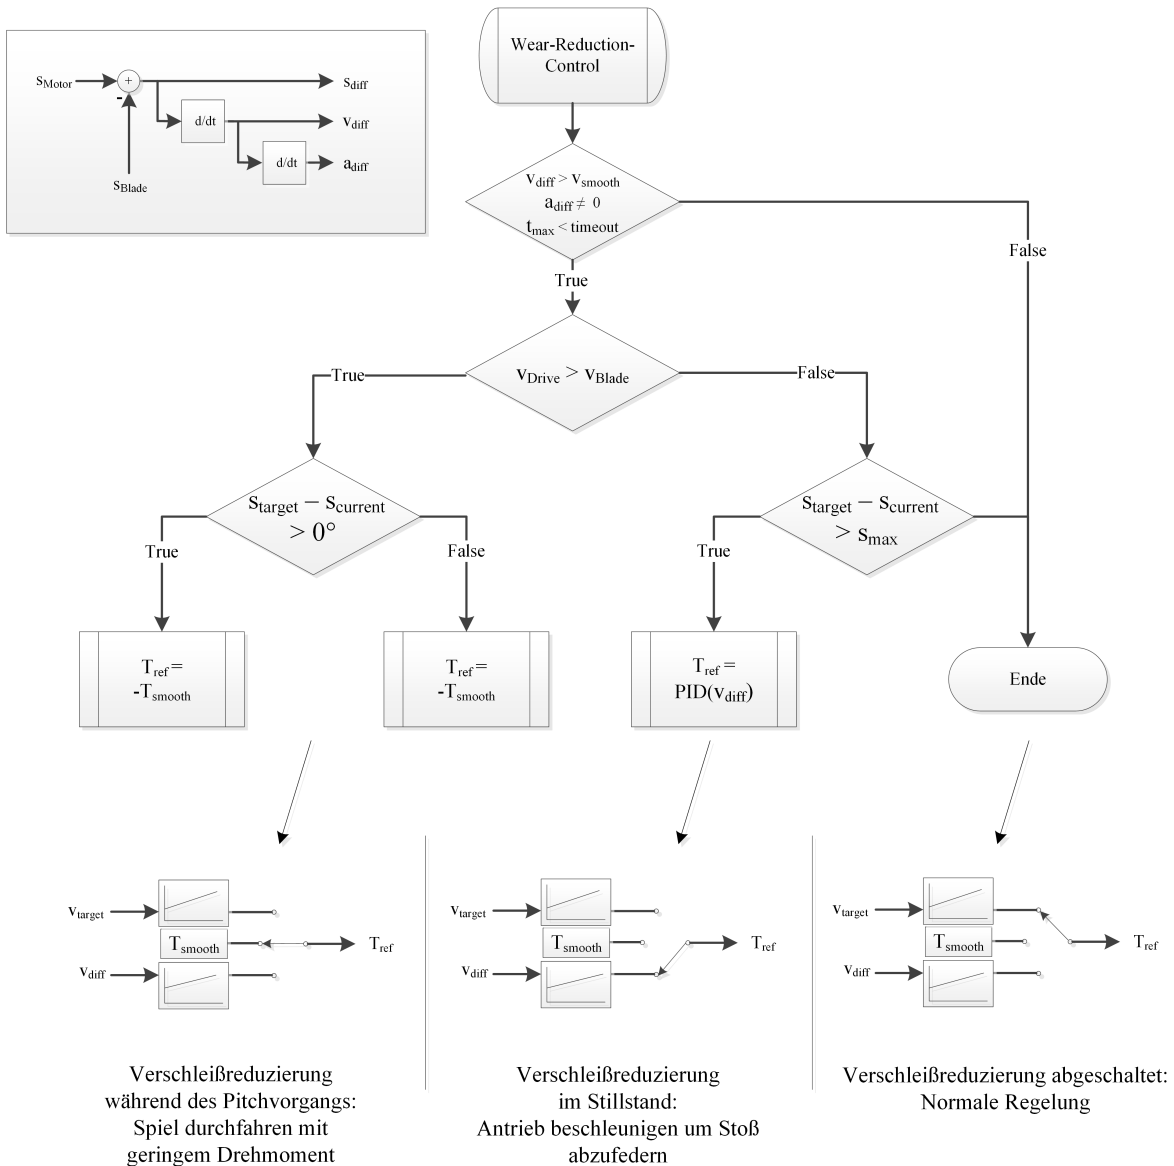 s_Motor
+
-
s_Blade
d/dt
d/dt
s_diff
v_diff
a_diff
Wear-Reduction-
Control
v_diff > v_smooth
a_diff ≠ 0
t_max < timeout
False
True
v_Drive > v_Blade
True
False
s_target – s_current
> 0°
s_target – s_current
> s_max
True
False
True
T_ref =
-T_smooth
T_ref =
-T_smooth
T_ref =
PID(v_diff)
Ende
v_target
T_smooth
v_diff
T_ref
v_target
T_smooth
v_diff
T_ref
v_target
T_smooth
v_diff
T_ref
Verschleißreduzierung
während des Pitchvorgangs:
Spiel durchfahren mit
geringem Drehmoment
Verschleißreduzierung
im Stillstand:
Antrieb beschleunigen um Stoß
abzufedern
Verschleißreduzierung abgeschaltet:
Normale Regelung